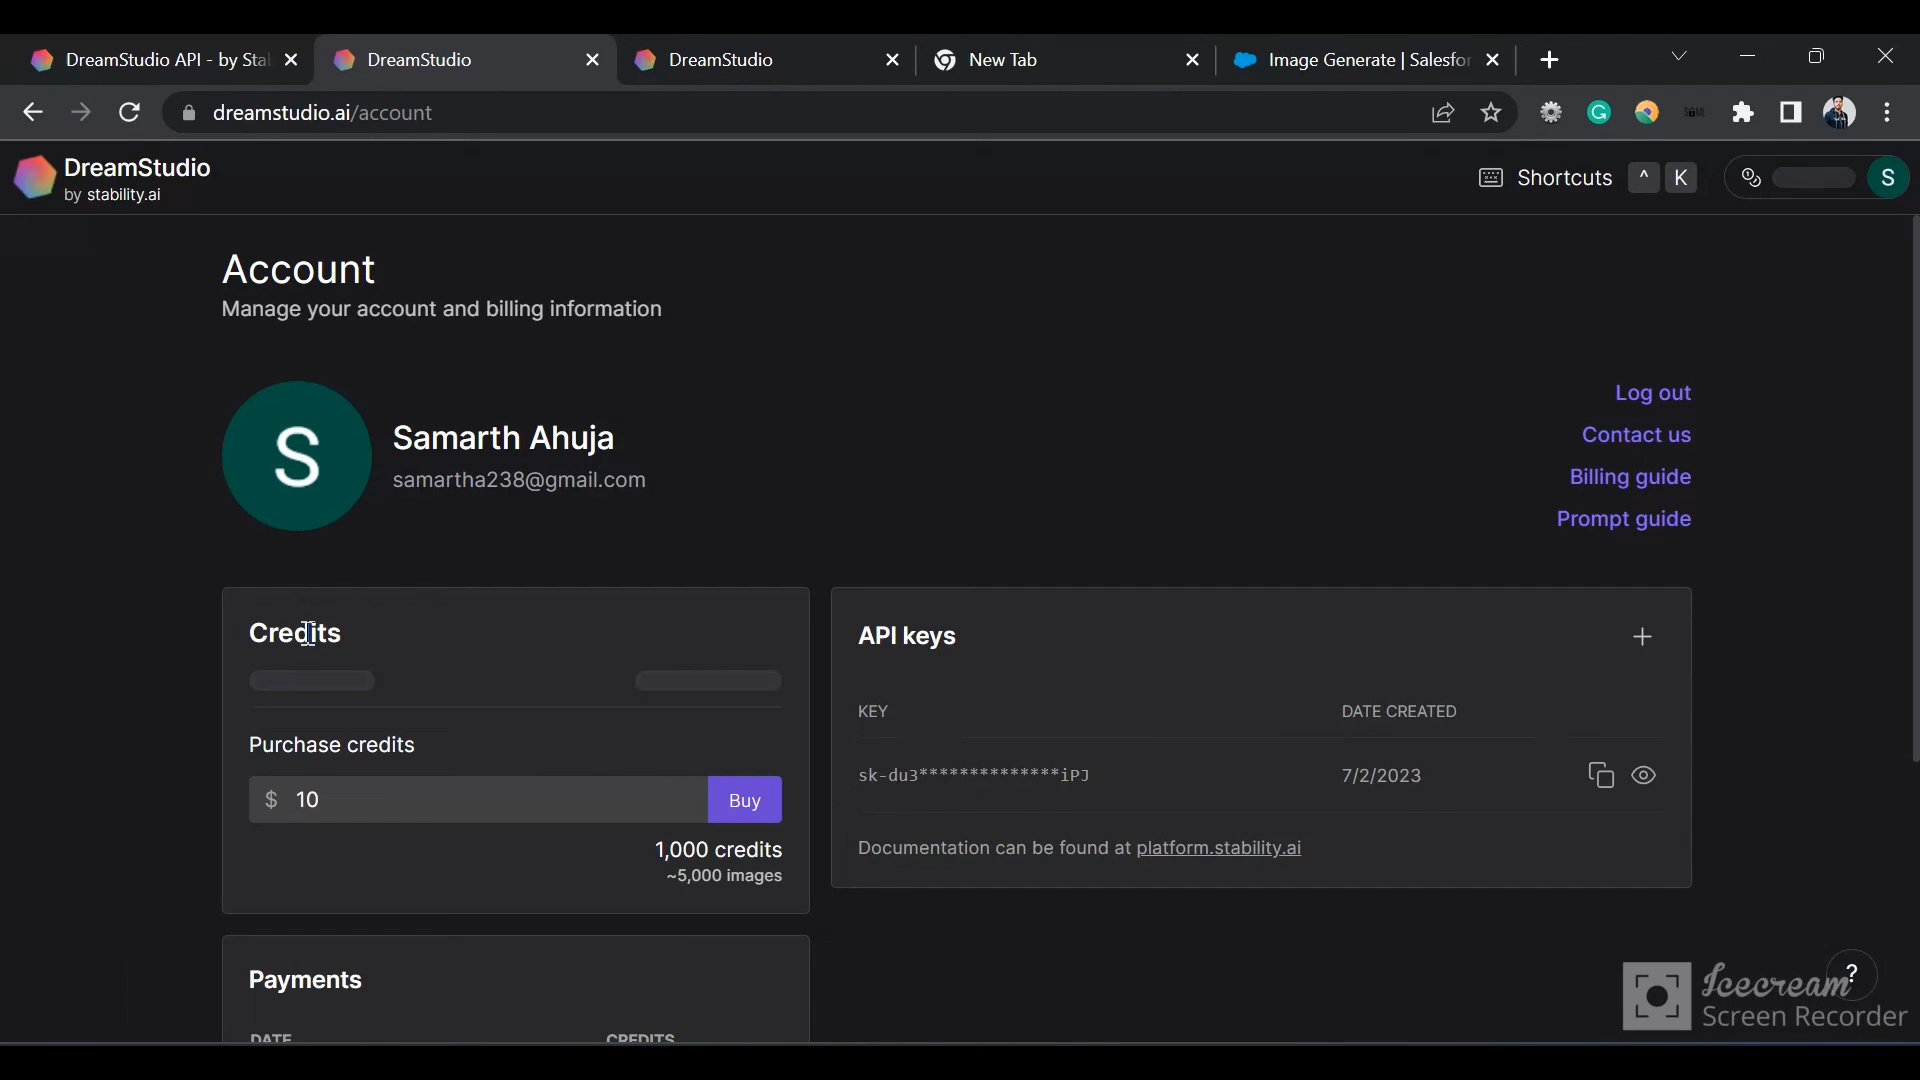 DreamStudio API - by Sta
DreamStudio
DreamStudio
New Tab
Image Generate | Salesfor
dreamstudio.ai/account
DreamStudio
by stability.ai
Shortcuts
^
K
S
Account
Manage your account and billing information
S
Samarth Ahuja
samartha238@gmail.com
Log out
Contact us
Billing guide
Prompt guide
Credits
Purchase credits
$ 10
Buy
1,000 credits
~5,000 images
API keys
KEY
DATE CREATED
sk-du3**************iPJ
7/2/2023
Documentation can be found at platform.stability.ai
Payments
DATE
CREDITS
?
Icecream
Screen Recorder